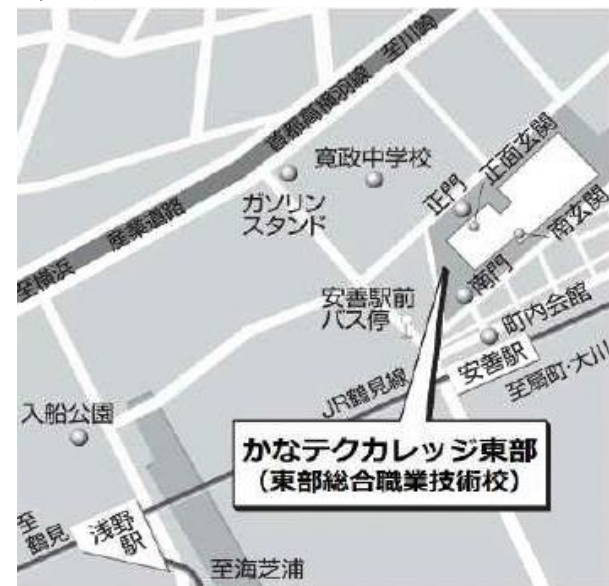 首都高横羽線
至川崎
寛政中学校
ガソリン
スタンド
正門
正面玄関
南玄関
至横浜
産業道路
南門
安善駅前
バス停
町内会館
安善駅
JR鶴見線
至扇町・大川
入船公園
かなテクカレッジ東部
(東部総合職業技術校)
至
鶴見
浅野
駅
至海芝浦